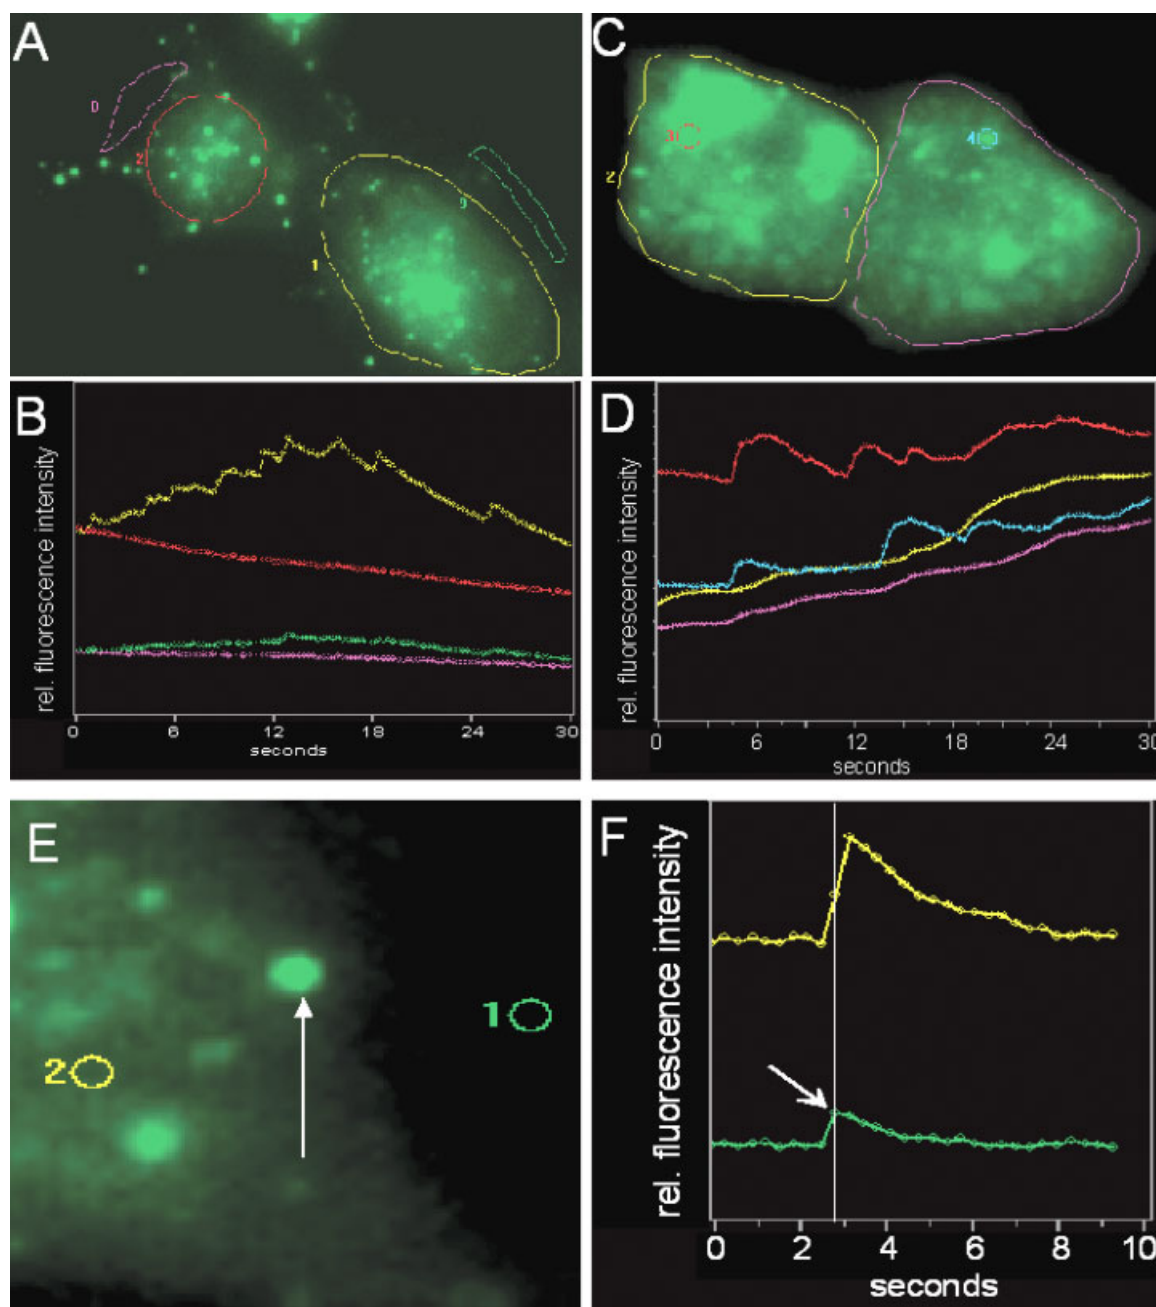 A
0
2
9
1
C
3
4
2
1
B
rel. fluorescence intensity
0 6 12 18 24 30
seconds
D
rel. fluorescence intensity
0 6 12 18 24 30
seconds
E
1
2
F
rel. fluorescence intensity
0 2 4 6 8 10
seconds